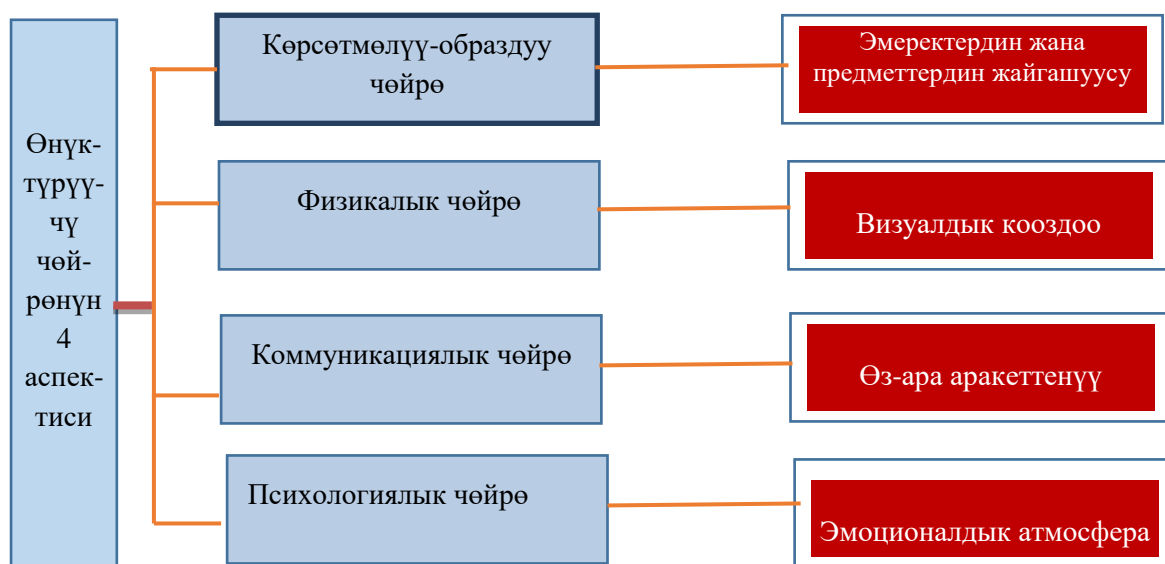 Өнүк-
түрүү-
чү
чөй-
рөнүн
4
аспек-
тиси
Көрсөтмөлүү-образдуу
чөйрө
Эмеректердин жана
предметтердин жайгашуусу
Физикалык чөйрө
Визуалдык кооздоо
Коммуникациялык чөйрө
Өз-ара аракеттенүү
Психологиялык чөйрө
Эмоционалдык атмосфера